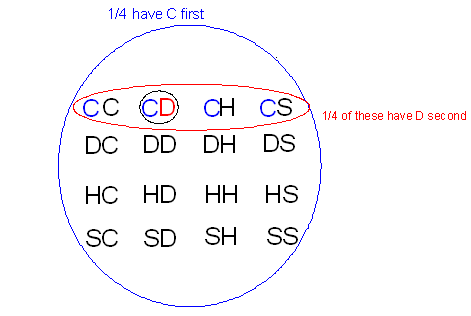 1/4 have C first
CC CD CH CS
1/4 of these have D second
DC DD DH DS
HC HD HH HS
SC SD SH SS